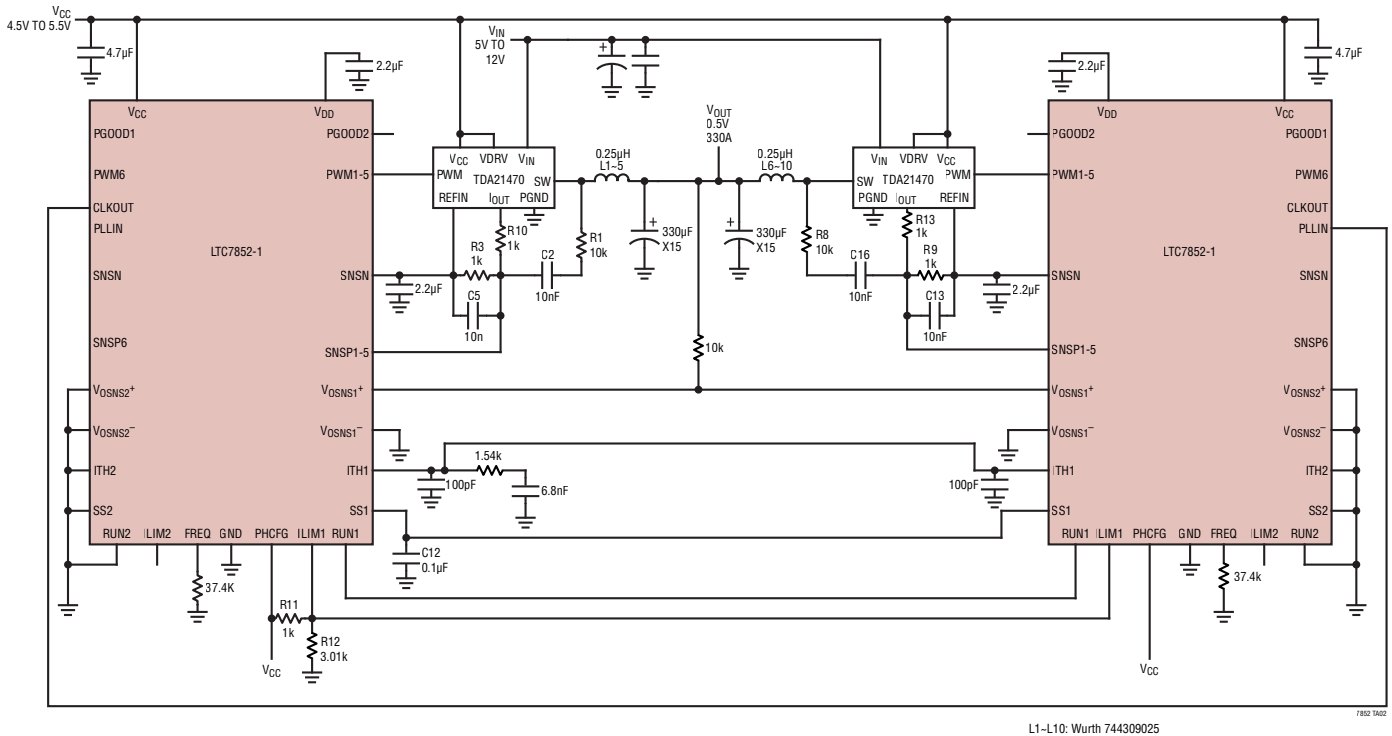 VCC
4.5V TO 5.5V
4.7µF
2.2µF
VIN
5V TO
12V
VOUT
0.5V
330A
2.2µF
4.7µF
VCC
VDD
PGOOD1
PGOOD2
PWM6
PWM1-5
CLKOUT
PLLIN
LTC7852-1
SNSN
SNSN
SNSP6
SNSP1-5
VOSNS2+
VOSNS1+
VOSNS2–
VOSNS1–
ITH2
ITH1
SS2
SS1
RUN2
ILIM2
FREQ
GND
PHCFG
ILIM1
RUN1
VCC
VDRV
VIN
PWM
TDA21470
SW
REFIN
IOUT
PGND
0.25µH
L1~5
0.25µH
L6~10
VIN
VDRV
VCC
SW
TDA21470
PWM
PGND
IOUT
REFIN
R10
1k
R3
1k
C5
10n
C2
10nF
R1
10k
2.2µF
+
330µF
X15
+
330µF
X15
+
R8
10k
C16
10nF
R13
1k
R9
1k
C13
10nF
2.2µF
10k
1.54k
100pF
6.8nF
100pF
C12
0.1µF
37.4K
R11
1k
R12
3.01k
VCC
VDD
VCC
PGOOD2
PGOOD1
PWM1-5
PWM6
CLKOUT
PLLIN
LTC7852-1
SNSN
SNSN
SNSP1-5
SNSP6
VOSNS1+
VOSNS2+
VOSNS1–
VOSNS2–
ITH1
ITH2
SS1
SS2
RUN1
ILIM1
PHCFG
GND
FREQ
ILIM2
RUN2
37.4k
VCC
7852 TA02
L1~L10: Wurth 744309025